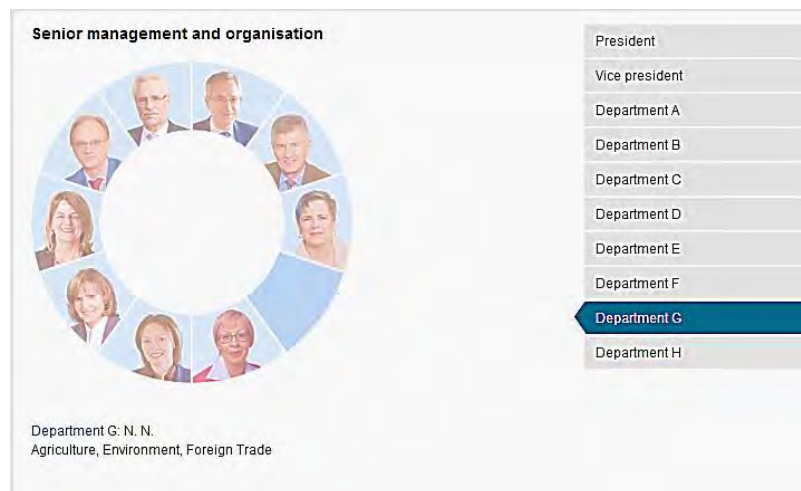 Senior management and organisation
President
Vice president
Department A
Department B
Department C
Department D
Department E
Department F
Department G
Department H
Department G: N. N.
Agriculture, Environment, Foreign Trade